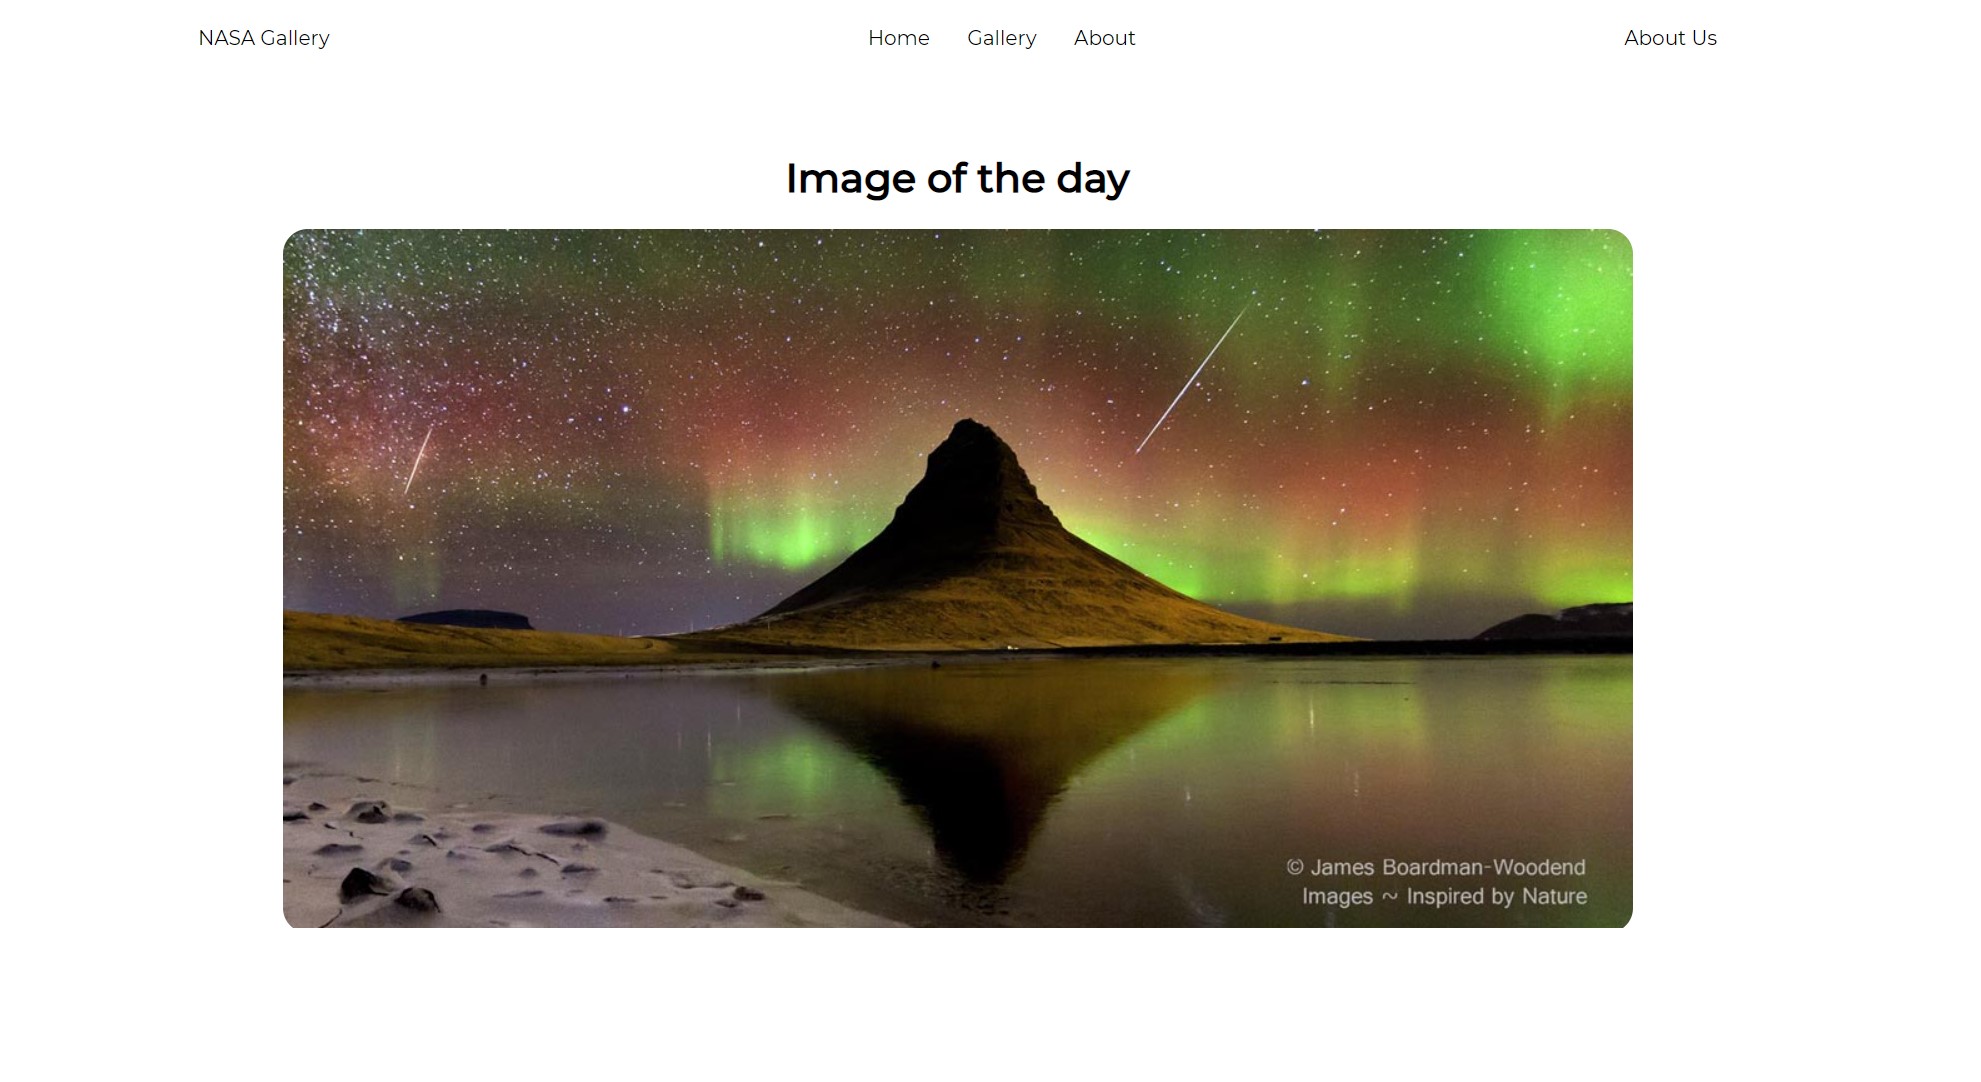 NASA Gallery
Home Gallery About
About Us
Image of the day
© James Boardman-Woodend
Images ~ Inspired by Nature